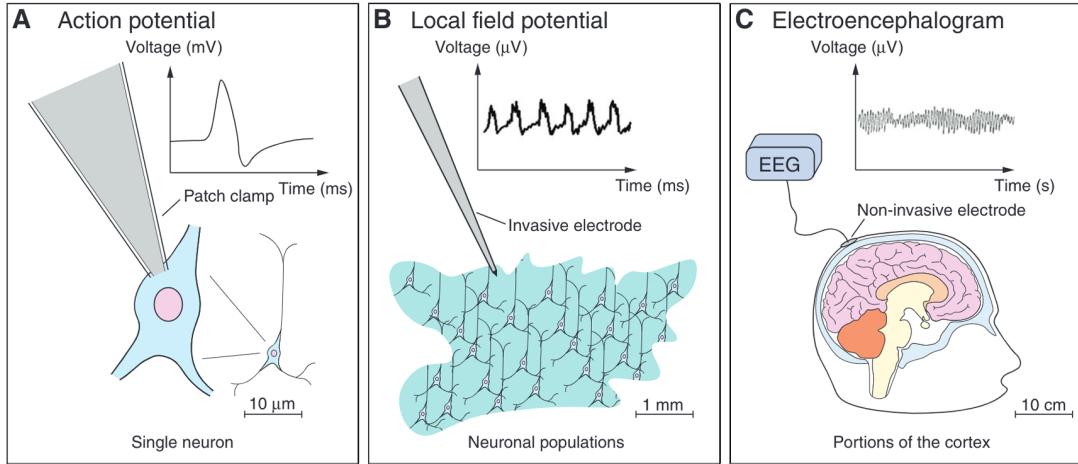 A Action potential
Voltage (mV)
Time (ms)
Patch clamp
10 μm
Single neuron
B Local field potential
Voltage (μV)
Time (ms)
Invasive electrode
1 mm
Neuronal populations
C Electroencephalogram
Voltage (μV)
EEG
Time (s)
Non-invasive electrode
10 cm
Portions of the cortex